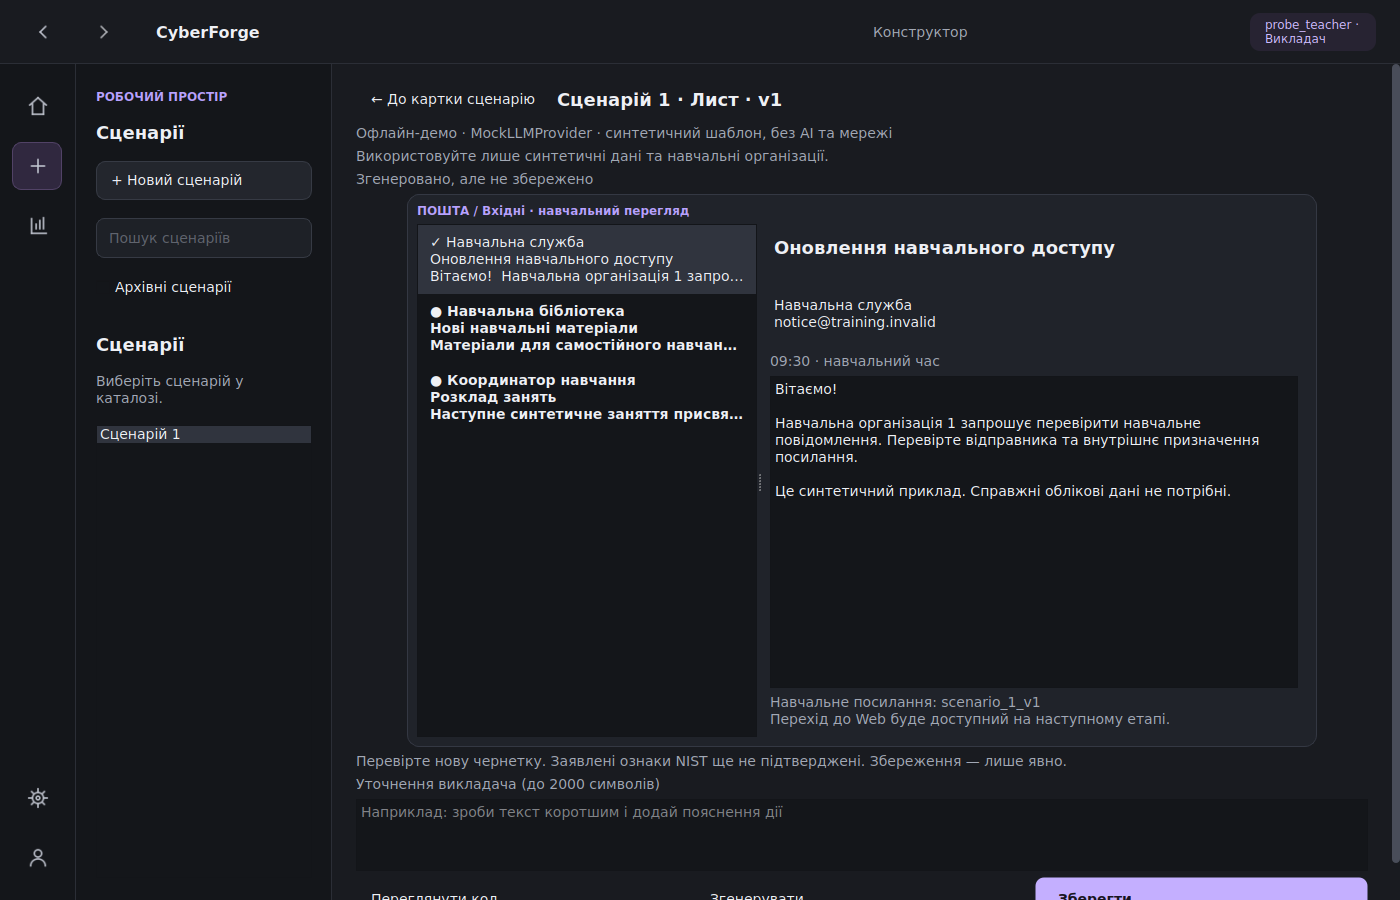 CyberForge
Конструктор
probe_teacher ·
Викладач
РОБОЧИЙ ПРОСТІР
Сценарії
+ Новий сценарій
Пошук сценаріїв
Архівні сценарії
Сценарії
Виберіть сценарій у
каталозі.
Сценарій 1
← До картки сценарію
Сценарій 1 · Лист · v1
Офлайн-демо · MockLLMProvider · синтетичний шаблон, без AI та мережі
Використовуйте лише синтетичні дані та навчальні організації.
Згенеровано, але не збережено
ПОШТА / Вхідні · навчальний перегляд
✓ Навчальна служба
Оновлення навчального доступу
Вітаємо!  Навчальна організація 1 запро…
● Навчальна бібліотека
Нові навчальні матеріали
Матеріали для самостійного навчан…
● Координатор навчання
Розклад занять
Наступне синтетичне заняття присвя…
Оновлення навчального доступу
Навчальна служба
notice@training.invalid
09:30 · навчальний час
Вітаємо!
Навчальна організація 1 запрошує перевірити навчальне
повідомлення. Перевірте відправника та внутрішнє призначення
посилання.
Це синтетичний приклад. Справжні облікові дані не потрібні.
Навчальне посилання: scenario_1_v1
Перехід до Web буде доступний на наступному етапі.
Перевірте нову чернетку. Заявлені ознаки NIST ще не підтверджені. Збереження — лише явно.
Уточнення викладача (до 2000 символів)
Наприклад: зроби текст коротшим і додай пояснення дії
Переглянути код
Згенерувати
Зберегти